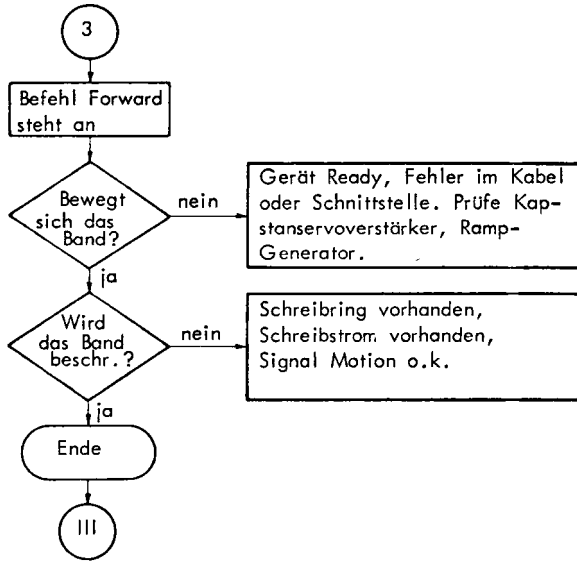 3
Befehl Forward
steht an
Bewegt
sich das
Band?
nein
Gerät Ready, Fehler im Kabel
oder Schnittstelle. Prüfe Kap-
stanservoverstärker, Ramp-
Generator.
ja
Wird
das Band
beschr.?
nein
Schreibring vorhanden,
Schreibstrom vorhanden,
Signal Motion o.k.
ja
Ende
III